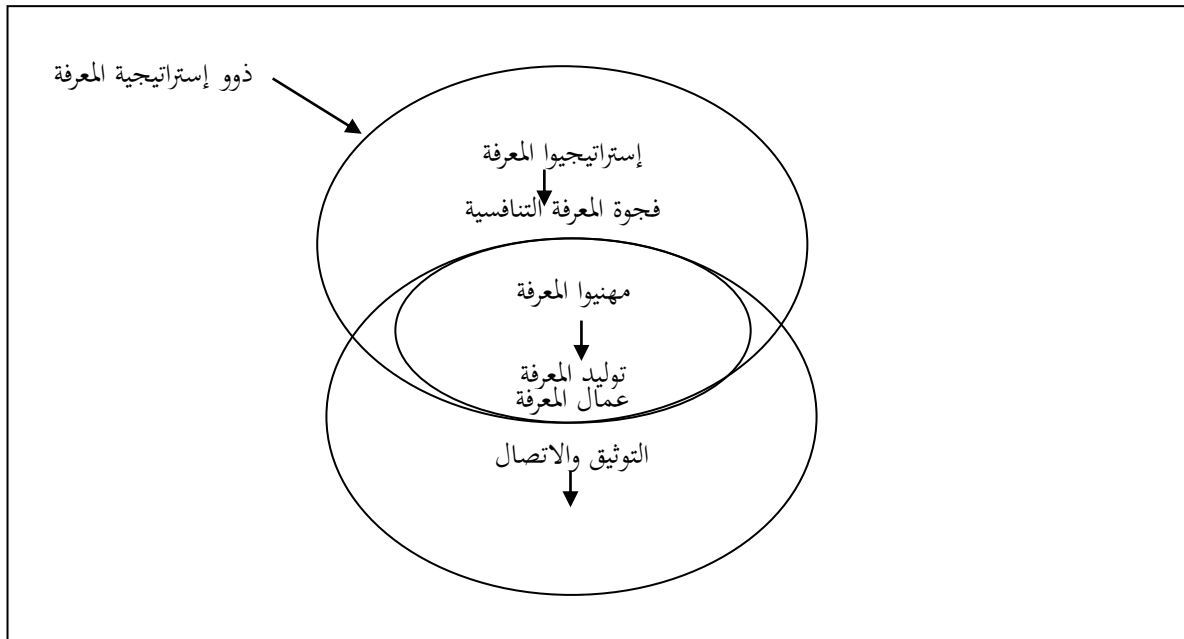 ذوو إستراتيجية المعرفة
إستراتيجيوا المعرفة
فجوة المعرفة التنافسية
مهنيوا المعرفة
توليد المعرفة
عمال المعرفة
التوثيق والاتصال